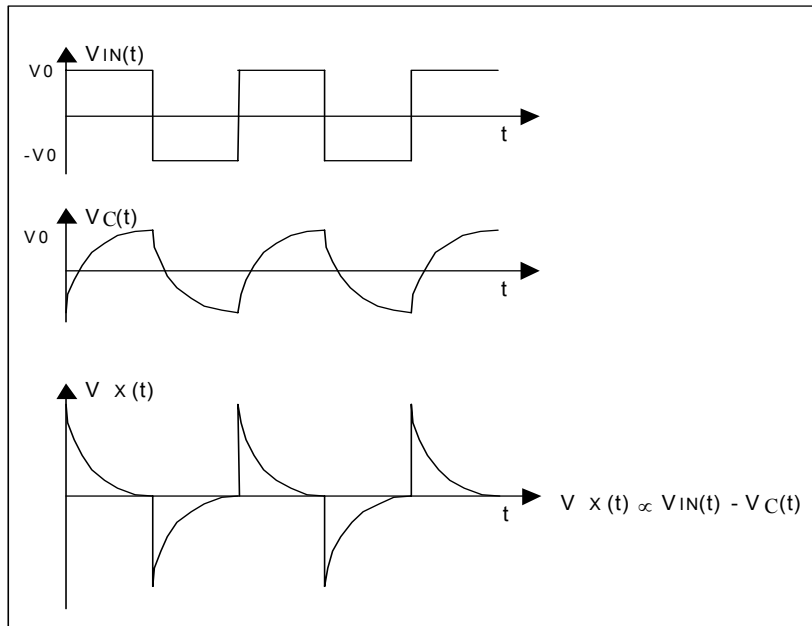 VIN(t)
V0
t
-V0
VC(t)
V0
t
V X (t)
t
V X (t) ∝ VIN(t) - VC(t)